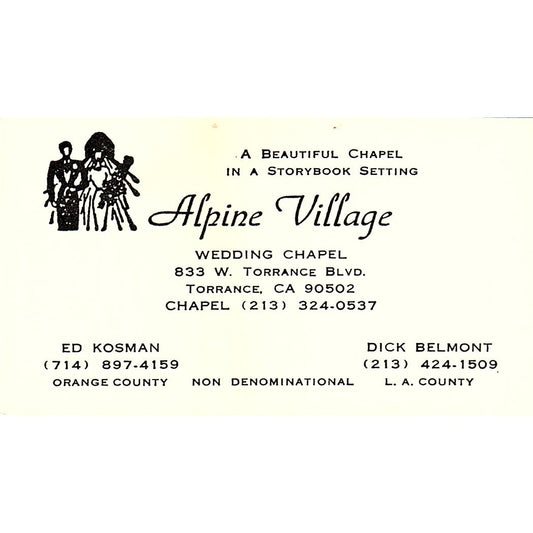 A BEAUTIFUL CHAPEL
IN A STORYBOOK SETTING
Alpine Village
WEDDING CHAPEL
833 W. TORRANCE BLVD.
TORRANCE, CA 90502
CHAPEL (213) 324-0537
ED KOSMAN
(714) 897-4159
ORANGE COUNTY
DICK BELMONT
(213) 424-1509
L. A. COUNTY
NON DENOMINATIONAL